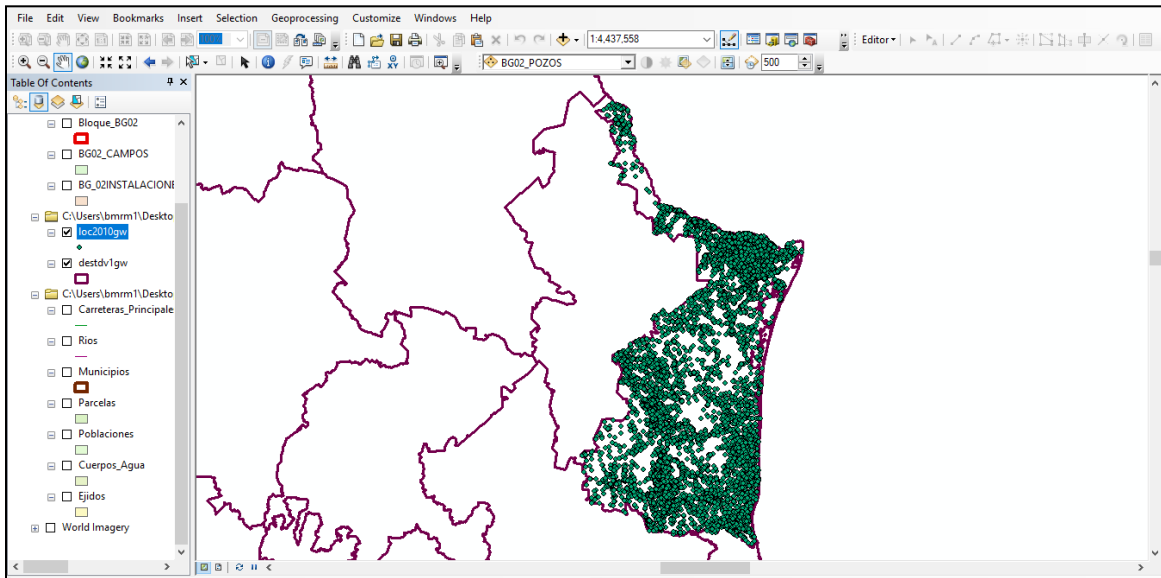 File Edit View Bookmarks Insert Selection Geoprocessing Customize Windows Help
1:4,437,558 Editor
BG02_POZOS 500
Table Of Contents
Bloque_BG02
BG02_CAMPOS
BG_02INSTALACIONE
C:\Users\bmrm1\Deskto
loc2010gw
destdv1gw
C:\Users\bmrm1\Deskto
Carreteras_Principale
Rios
Municipios
Parcelas
Poblaciones
Cuerpos_Agua
Ejidos
World Imagery